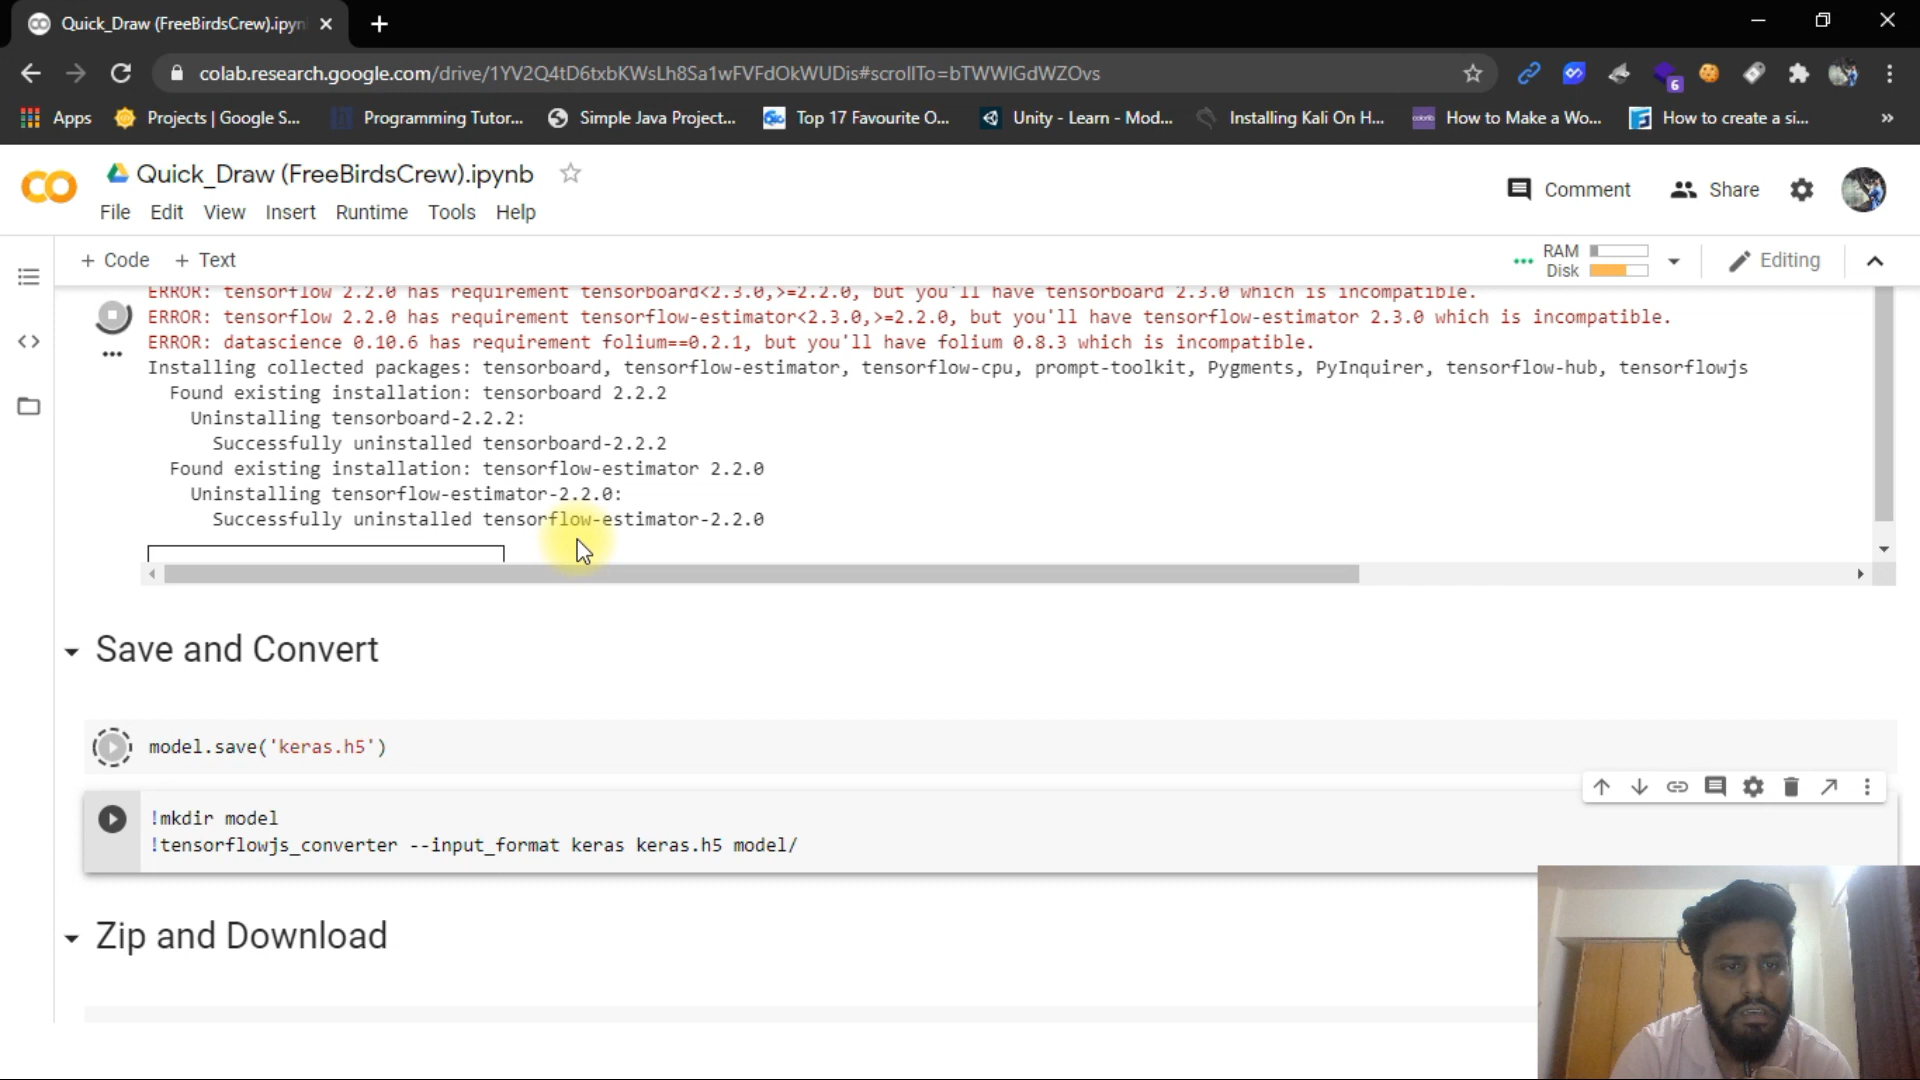 Quick_Draw (FreeBirdsCrew).ipyn
colab.research.google.com/drive/1YV2Q4tD6txbKWsLh8Sa1wFVFdOkWUDis#scrollTo=bTWWIGdWZOvs
6
Apps
Projects | Google S...
Programming Tutor...
Simple Java Project...
Top 17 Favourite O...
Unity - Learn - Mod...
Installing Kali On H...
How to Make a Wo...
How to create a si...
»
Quick_Draw (FreeBirdsCrew).ipynb
File Edit View Insert Runtime Tools Help
Comment
Share
+ Code + Text
RAM
Disk
Editing
ERROR: tensorflow 2.2.0 has requirement tensorboard<2.3.0,>=2.2.0, but you'll have tensorboard 2.3.0 which is incompatible.
ERROR: tensorflow 2.2.0 has requirement tensorflow-estimator<2.3.0,>=2.2.0, but you'll have tensorflow-estimator 2.3.0 which is incompatible.
ERROR: datascience 0.10.6 has requirement folium==0.2.1, but you'll have folium 0.8.3 which is incompatible.
Installing collected packages: tensorboard, tensorflow-estimator, tensorflow-cpu, prompt-toolkit, Pygments, PyInquirer, tensorflow-hub, tensorflowjs
Found existing installation: tensorboard 2.2.2
Uninstalling tensorboard-2.2.2:
Successfully uninstalled tensorboard-2.2.2
Found existing installation: tensorflow-estimator 2.2.0
Uninstalling tensorflow-estimator-2.2.0:
Successfully uninstalled tensorflow-estimator-2.2.0
Save and Convert
model.save('keras.h5')
!mkdir model
!tensorflowjs_converter --input_format keras keras.h5 model/
Zip and Download